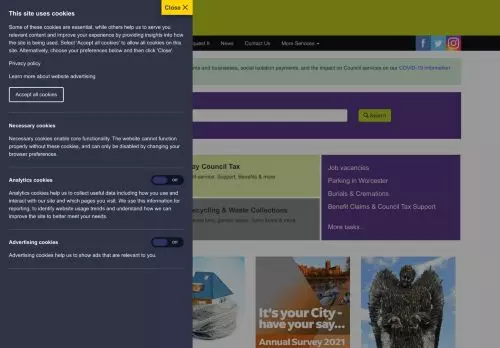 Close ✕
This site uses cookies
Some of these cookies are essential, while others help us to serve you
relevant content and improve your experience by providing insights into how
the site is being used. Select 'Accept all cookies' to allow all cookies on this
site. Alternatively, choose your preferences below and then click 'Close'
Privacy policy
Learn more about website advertising
Accept all cookies
Necessary cookies
Necessary cookies enable core functionality. The website cannot function
properly without these cookies, and can only be disabled by changing your
browser preferences.
Analytics cookies
Off
Analytics cookies help us to collect useful data including how you use and
interact with our site and which pages you visit. We use this information for
reporting, to identify website usage trends and understand how we can
improve the site to better meet your needs.
Advertising cookies
Off
Advertising cookies help us to show ads that are relevant to you.
It
News
Contact Us
More Services
and businesses, social isolation payments, and the impact on Council services on our COVID-19 information
Search
Council Tax
Support, Benefits & more
Job vacancies
Parking in Worcester
Burials & Cremations
Benefit Claims & Council Tax Support
More tasks...
& Waste Collections
It's your City -
have your say...
Annual Survey 2021